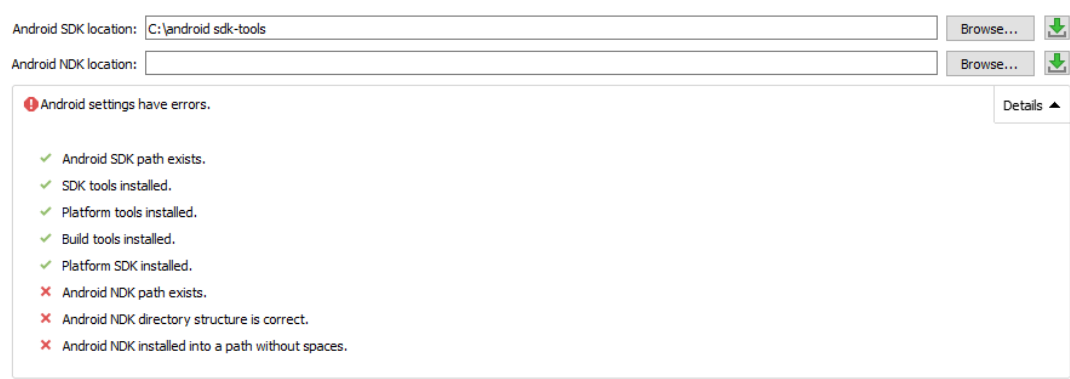 Android SDK location: C:\android sdk-tools Browse...
Android NDK location: Browse...
Android settings have errors. Details
Android SDK path exists.
SDK tools installed.
Platform tools installed.
Build tools installed.
Platform SDK installed.
Android NDK path exists.
Android NDK directory structure is correct.
Android NDK installed into a path without spaces.